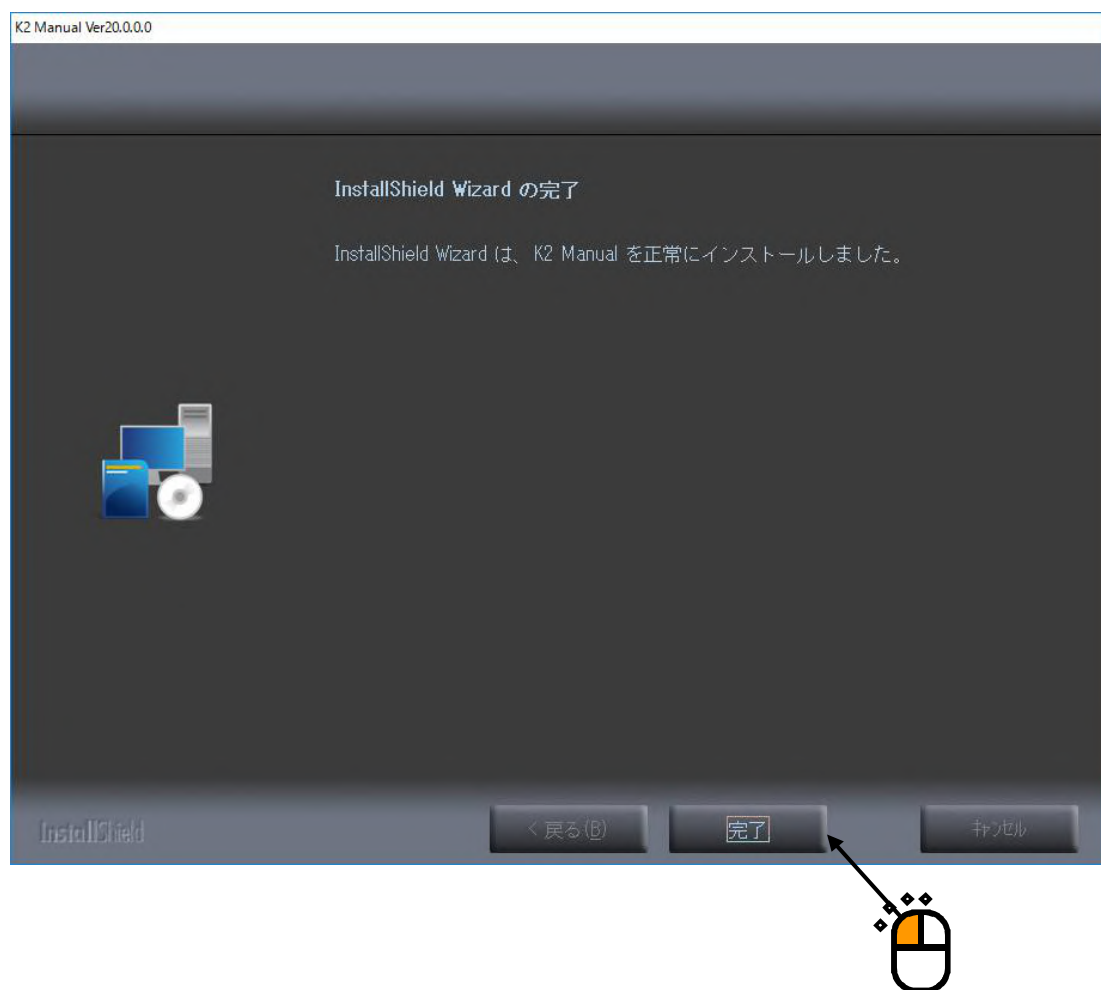 K2 Manual Ver20.0.0.0
InstallShield Wizard の完了
InstallShield Wizard は、K2 Manual を正常にインストールしました。
InstallShield
< 戻る(B)
完了
ｷｬﾝｾﾙ